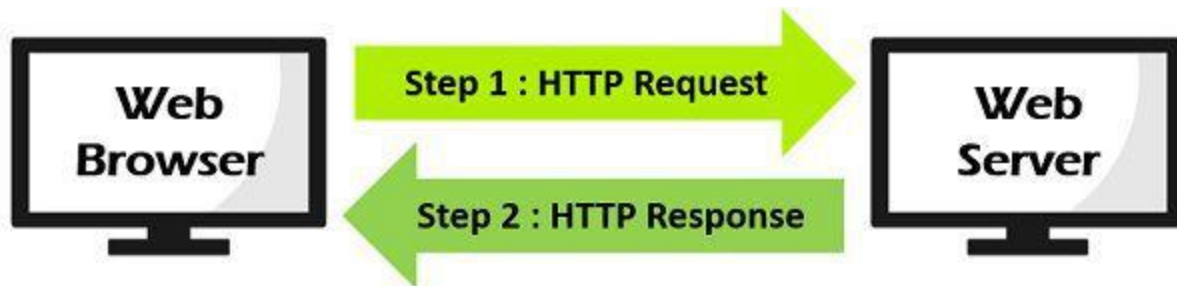 Web
Browser
Step 1 : HTTP Request
Step 2 : HTTP Response
Web
Server